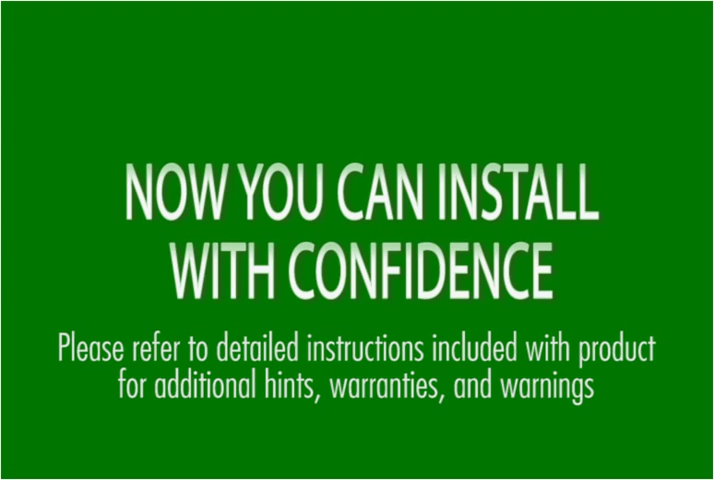 NOW YOU CAN INSTALL
WITH CONFIDENCE
Please refer to detailed instructions included with product
for additional hints, warranties, and warnings